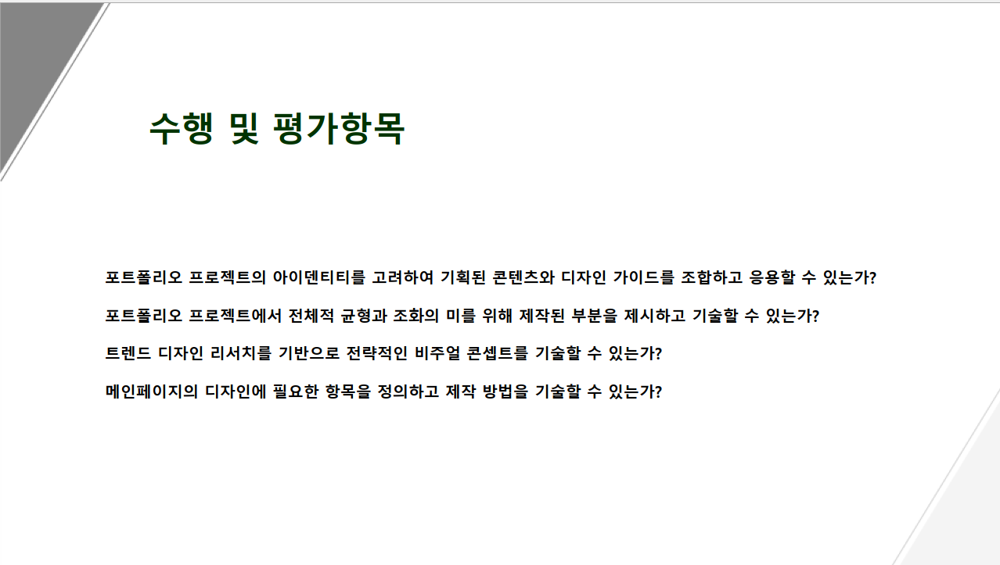 수행 및 평가항목
포트폴리오 프로젝트의 아이덴티티를 고려하여 기획된 콘텐츠와 디자인 가이드를 조합하고 응용할 수 있는가?
포트폴리오 프로젝트에서 전체적 균형과 조화의 미를 위해 제작된 부분을 제시하고 기술할 수 있는가?
트렌드 디자인 리서치를 기반으로 전략적인 비주얼 콘셉트를 기술할 수 있는가?
메인페이지의 디자인에 필요한 항목을 정의하고 제작 방법을 기술할 수 있는가?